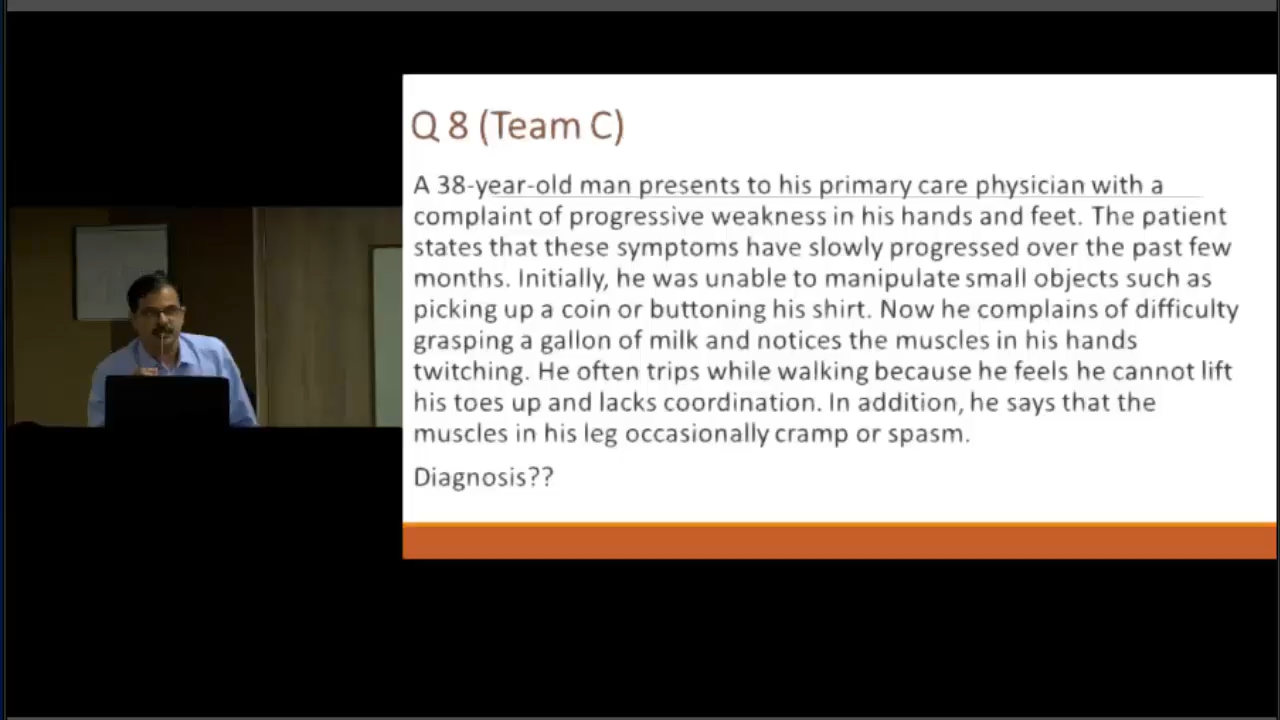 Q 8 (Team C)
A 38-year-old man presents to his primary care physician with a
complaint of progressive weakness in his hands and feet. The patient
states that these symptoms have slowly progressed over the past few
months. Initially, he was unable to manipulate small objects such as
picking up a coin or buttoning his shirt. Now he complains of difficulty
grasping a gallon of milk and notices the muscles in his hands
twitching. He often trips while walking because he feels he cannot lift
his toes up and lacks coordination. In addition, he says that the
muscles in his leg occasionally cramp or spasm.
Diagnosis??